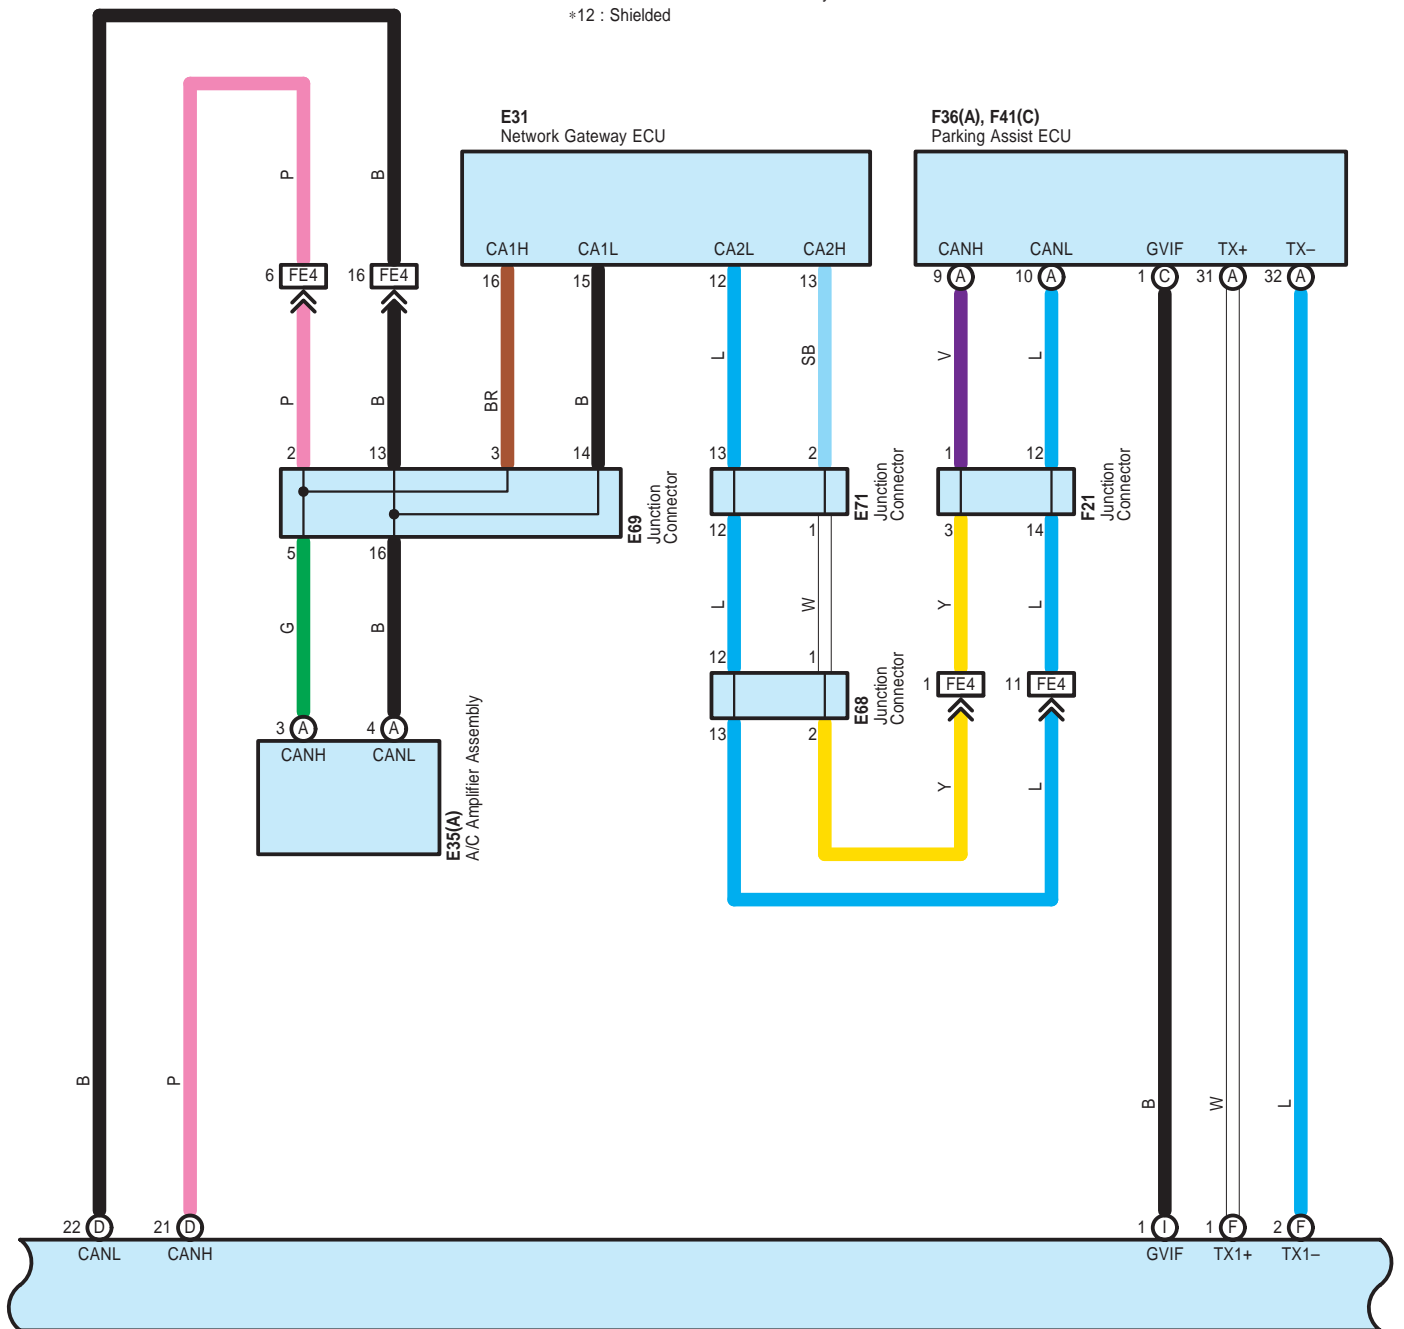 *12 : Shielded
E31
Network Gateway ECU
F36(A), F41(C)
Parking Assist ECU
P
B
CA1H
CA1L
CA2L
CA2H
CANH
CANL
GVIF
TX+
TX–
6 FE4
16 FE4
16
15
12
13
9 A
10 A
1 C
31 A
32 A
L
SB
V
L
P
B
BR
B
2
13
3
14
13
2
1
12
E69
Junction
Connector
E71
Junction
Connector
F21
Junction
Connector
5
16
12
1
3
14
G
B
L
W
Y
L
12
1
1 FE4
11 FE4
E68
Junction
Connector
13
2
3 A
4 A
CANH
CANL
E35(A)
A/C Amplifier Assembly
Y
L
B
P
B
W
L
22 D
21 D
1 I
1 F
2 F
CANL
CANH
GVIF
TX1+
TX1–